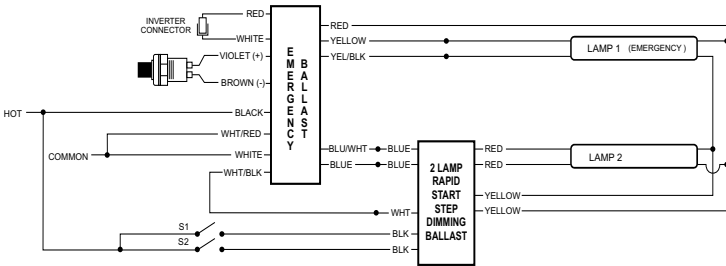 INVERTER
CONNECTOR
RED
WHITE
VIOLET (+)
BROWN (-)
HOT
BLACK
WHT/RED
COMMON
WHITE
WHT/BLK
EMERGENCY
BALLAST
RED
YELLOW
YEL/BLK
LAMP 1 (EMERGENCY)
BLU/WHT
BLUE
BLUE
BLUE
2 LAMP
RAPID
START
STEP
DIMMING
BALLAST
RED
RED
LAMP 2
YELLOW
YELLOW
WHT
S1
BLK
S2
BLK